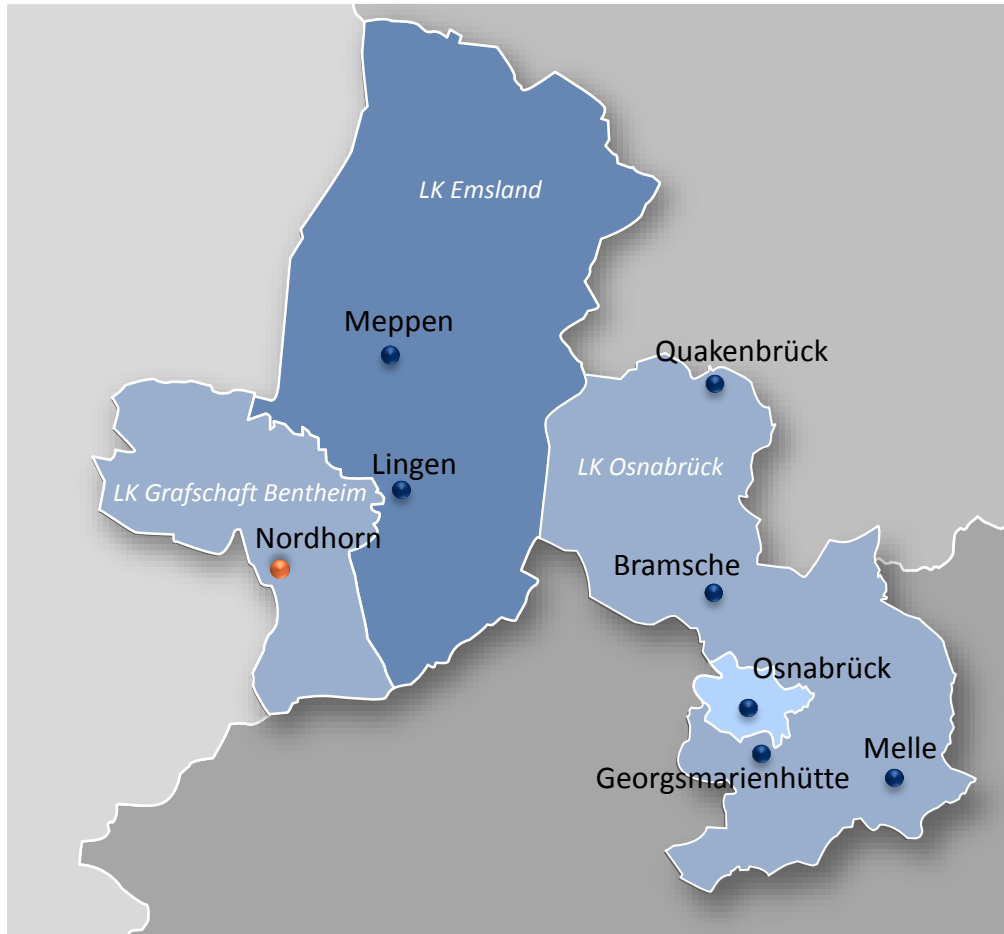 LK Emsland
Meppen
Quakenbrück
Lingen
LK Osnabrück
LK Grafschaft Bentheim
Nordhorn
Bramsche
Osnabrück
Melle
Georgsmarienhütte